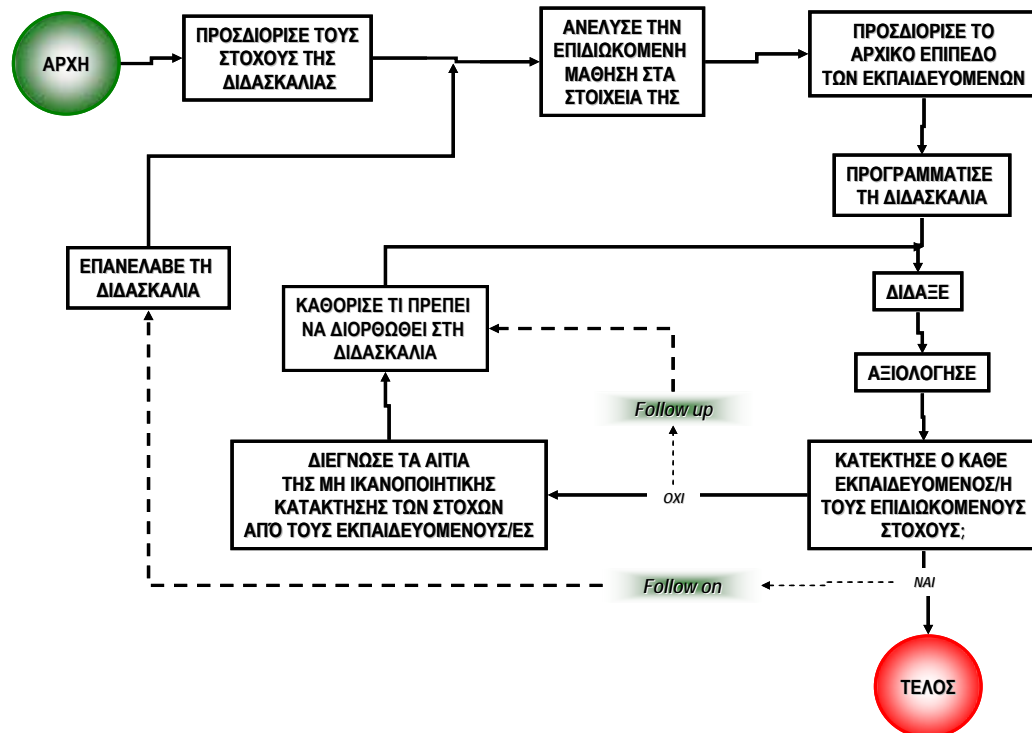 ΑΡΧΗ
ΠΡΟΣΔΙΟΡΙΣΕ ΤΟΥΣ
ΣΤΟΧΟΥΣ ΤΗΣ
ΔΙΔΑΣΚΑΛΙΑΣ
ΑΝΕΛΥΣΕ ΤΗΝ
ΕΠΙΔΙΩΚΟΜΕΝΗ
ΜΑΘΗΣΗ ΣΤΑ
ΣΤΟΙΧΕΙΑ ΤΗΣ
ΠΡΟΣΔΙΟΡΙΣΕ ΤΟ
ΑΡΧΙΚΟ ΕΠΙΠΕΔΟ
ΤΩΝ ΕΚΠΑΙΔΕΥΟΜΕΝΩΝ
ΠΡΟΓΡΑΜΜΑΤΙΣΕ
ΤΗ ΔΙΔΑΣΚΑΛΙΑ
ΕΠΑΝΕΛΑΒΕ ΤΗ
ΔΙΔΑΣΚΑΛΙΑ
ΚΑΘΟΡΙΣΕ ΤΙ ΠΡΕΠΕΙ
ΝΑ ΔΙΟΡΘΩΘΕΙ ΣΤΗ
ΔΙΔΑΣΚΑΛΙΑ
ΔΙΔΑΞΕ
ΑΞΙΟΛΟΓΗΣΕ
Follow up
ΔΙΕΓΝΩΣΕ ΤΑ ΑΙΤΙΑ
ΤΗΣ ΜΗ ΙΚΑΝΟΠΟΙΗΤΙΚΗΣ
ΚΑΤΑΚΤΗΣΗΣ ΤΩΝ ΣΤΟΧΩΝ
ΑΠΌ ΤΟΥΣ ΕΚΠΑΙΔΕΥΟΜΕΝΟΥΣ/ΕΣ
ΟΧΙ
ΚΑΤΕΚΤΗΣΕ Ο ΚΑΘΕ
ΕΚΠΑΙΔΕΥΟΜΕΝΟΣ/Η
ΤΟΥΣ ΕΠΙΔΙΩΚΟΜΕΝΟΥΣ
ΣΤΟΧΟΥΣ;
Follow on
ΝΑΙ
ΤΕΛΟΣ